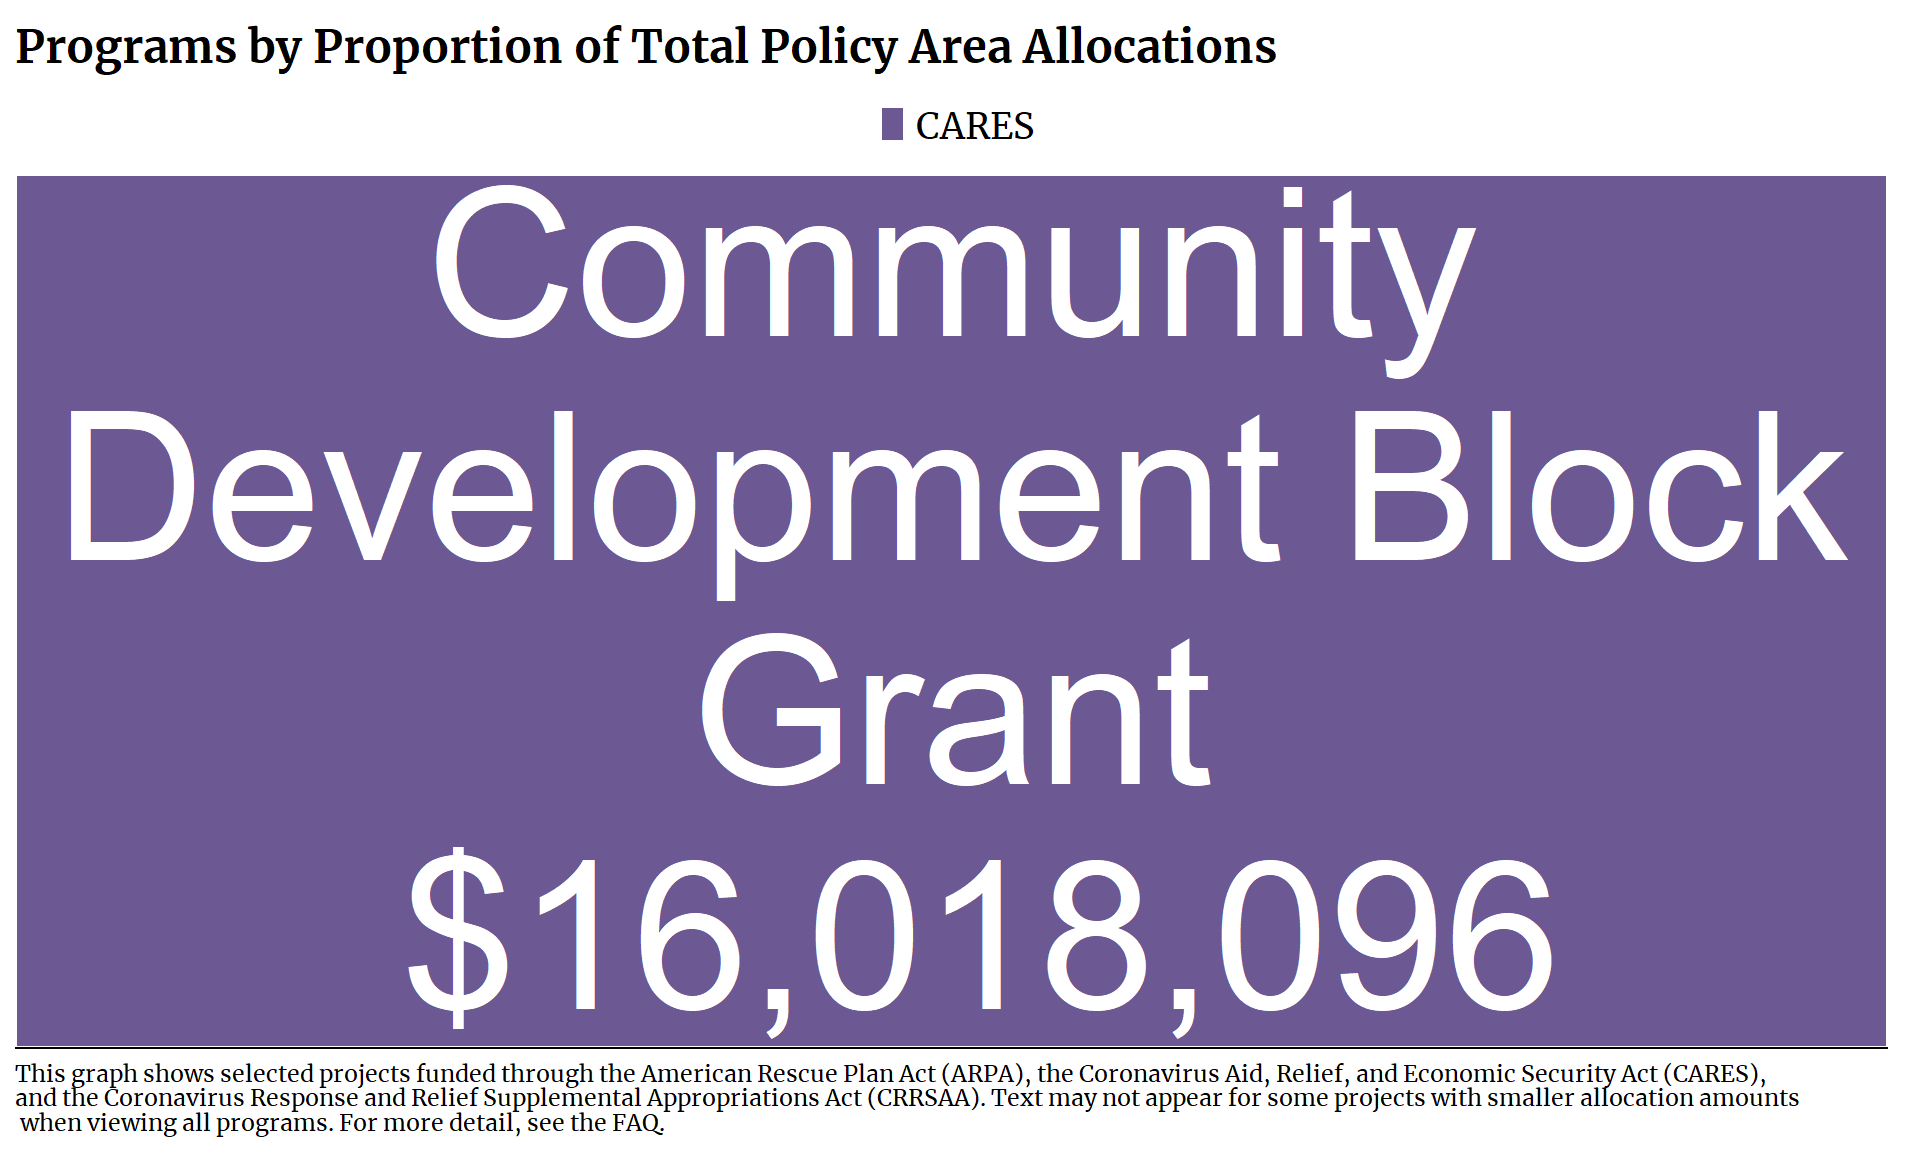 Programs by Proportion of Total Policy Area Allocations
CARES
Community
Development Block
Grant
$16,018,096
This graph shows selected projects funded through the American Rescue Plan Act (ARPA), the Coronavirus Aid, Relief, and Economic Security Act (CARES),
and the Coronavirus Response and Relief Supplemental Appropriations Act (CRRSAA). Text may not appear for some projects with smaller allocation amounts
when viewing all programs. For more detail, see the FAQ.